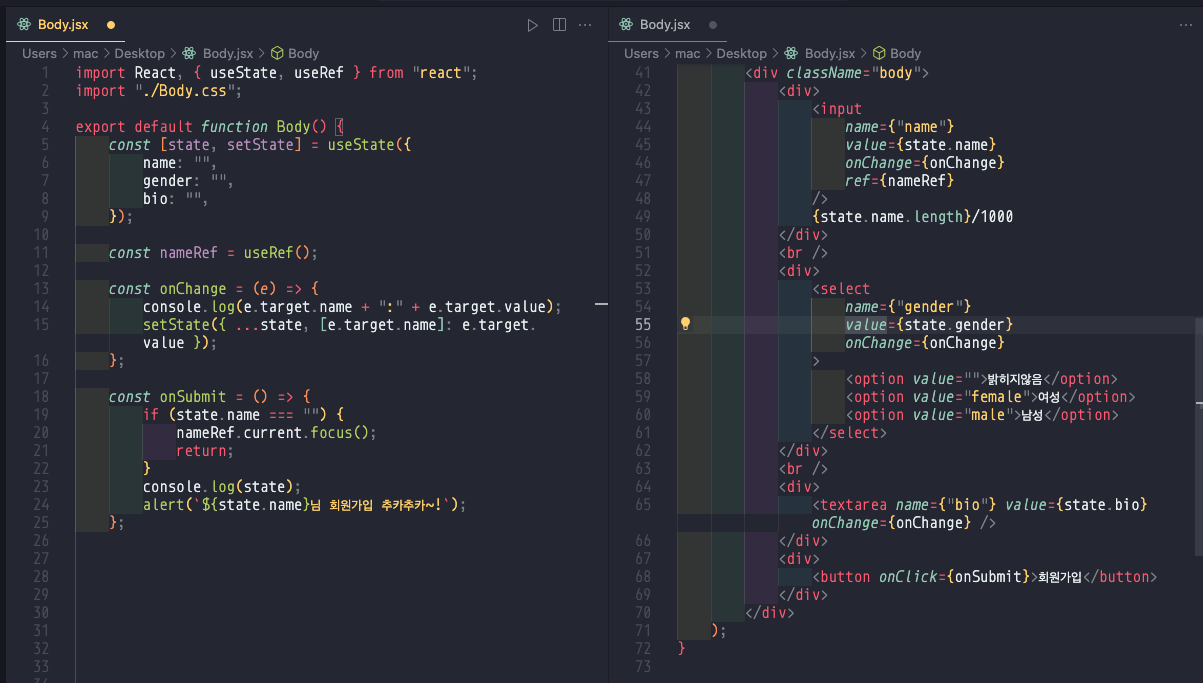 Body.jsx
Users > mac > Desktop > Body.jsx > Body
1 import React, { useState, useRef } from "react";
2 import "./Body.css";
3
4 export default function Body() {
5 const [state, setState] = useState({
6 name: "",
7 gender: "",
8 bio: "",
9 });
10
11 const nameRef = useRef();
12
13 const onChange = (e) => {
14 console.log(e.target.name + ":" + e.target.value);
15 setState({ ...state, [e.target.name]: e.target.
value });
16 };
17
18 const onSubmit = () => {
19 if (state.name === "") {
20 nameRef.current.focus();
21 return;
22 }
23 console.log(state);
24 alert(`${state.name}님 회원가입 추카추카~!`);
25 };
26
27
28
29
30
31
32
33
Body.jsx
Users > mac > Desktop > Body.jsx > Body
41 <div className="body">
42 <div>
43 <input
44 name={"name"}
45 value={state.name}
46 onChange={onChange}
47 ref={nameRef}
48 />
49 {state.name.length}/1000
50 </div>
51 <br />
52 <div>
53 <select
54 name={"gender"}
55 value={state.gender}
56 onChange={onChange}
57 >
58 <option value="">밝히지않음</option>
59 <option value="female">여성</option>
60 <option value="male">남성</option>
61 </select>
62 </div>
63 <br />
64 <div>
65 <textarea name={"bio"} value={state.bio}
onChange={onChange} />
66 </div>
67 <div>
68 <button onClick={onSubmit}>회원가입</button>
69 </div>
70 </div>
71 );
72 }
73